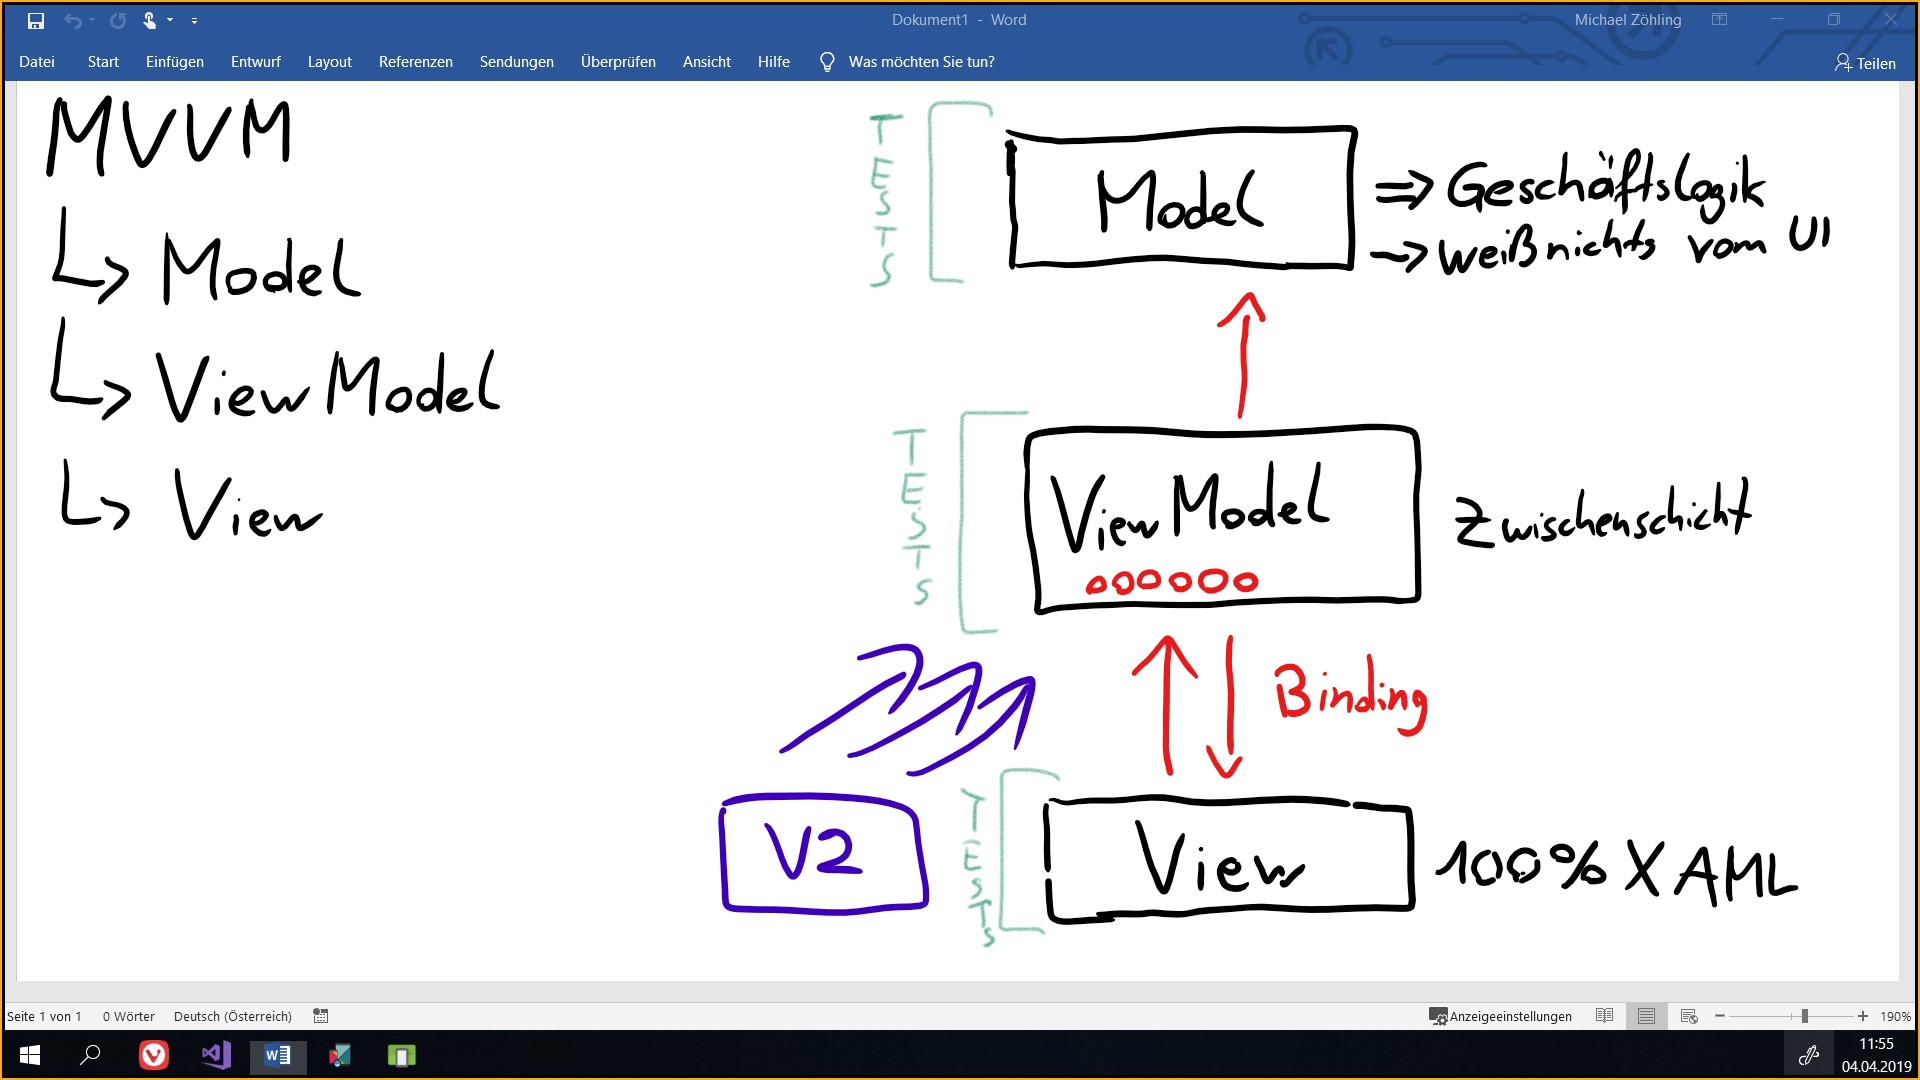 Dokument1 - Word
Michael Zöhling
Datei Start Einfügen Entwurf Layout Referenzen Sendungen Überprüfen Ansicht Hilfe Was möchten Sie tun? Teilen
MVVM
Model
ViewModel
View
TESTS
Model
=> Geschäftslogik
-> weiß nichts vom UI
TESTS
ViewModel
Zwischenschicht
Binding
V2
TESTS
View
100% XAML
Seite 1 von 1 0 Wörter Deutsch (Österreich) Anzeigeeinstellungen 190%
11:55
04.04.2019